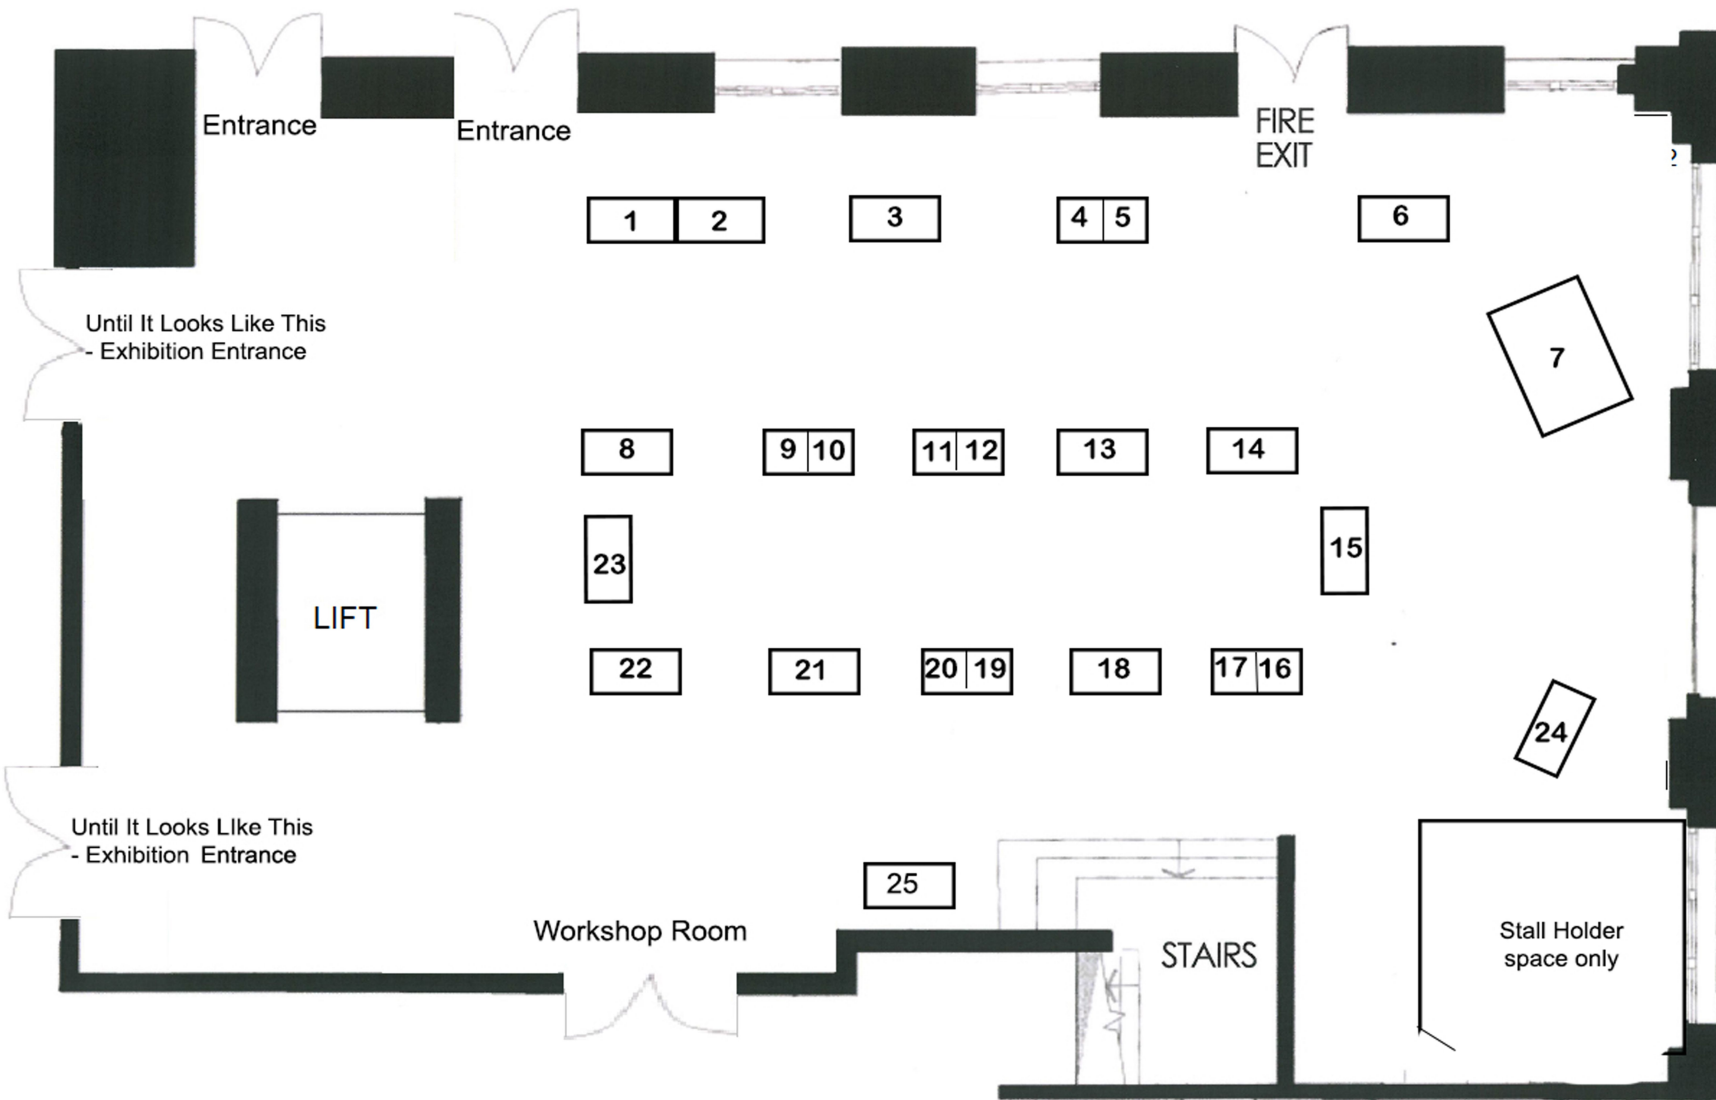 Entrance
Entrance
FIRE
EXIT
2
1
2
3
4
5
6
Until It Looks Like This
- Exhibition Entrance
7
8
9
10
11
12
13
14
15
23
LIFT
22
21
20
19
18
17
16
24
Until It Looks LIke This
- Exhibition Entrance
25
Workshop Room
STAIRS
Stall Holder
space only